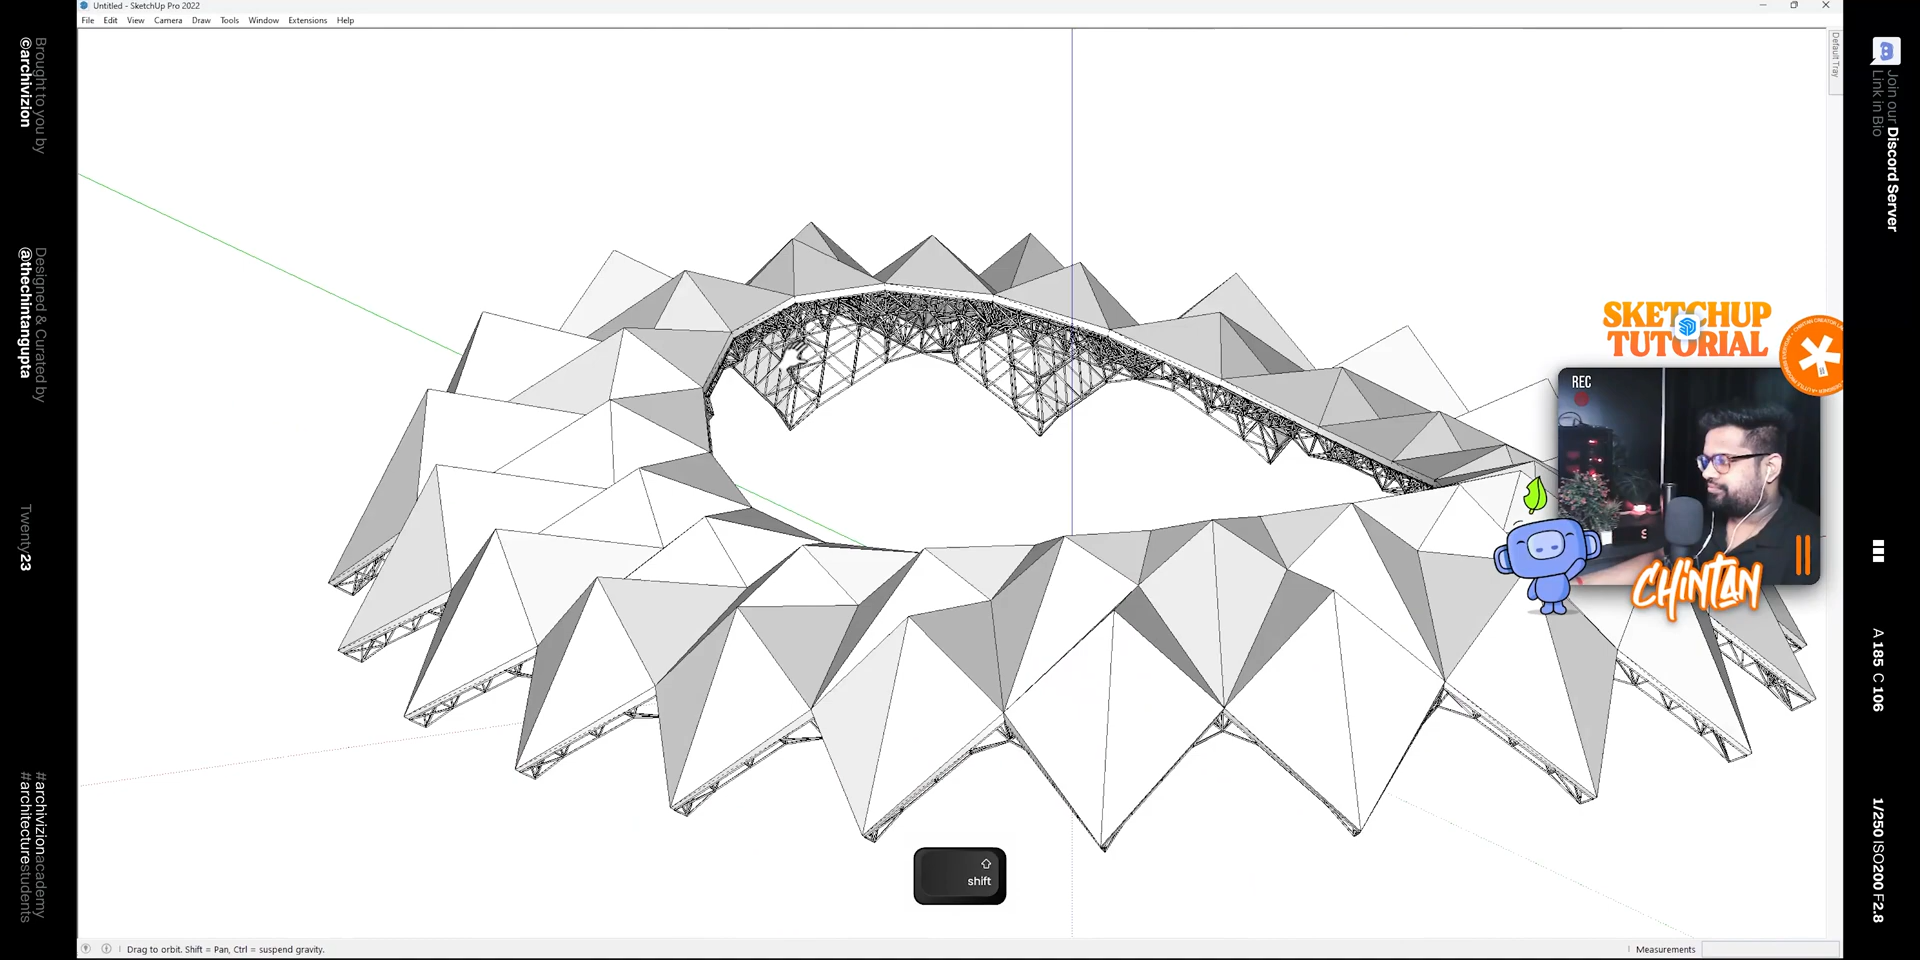 Untitled - SketchUp Pro 2022
File Edit View Camera Draw Tools Window Extensions Help
Default Tray
Brought to you by
©archivizion
Designed & Curated by
@thechintangupta
Twenty23
#archivizionacademy
#architecturestudents
Join our Discord Server
Link in Bio
SKETCHUP
TUTORIAL
REC
CHINTAN
A 185 C 106
1/250 ISO200 F2.8
shift
Drag to orbit. Shift = Pan, Ctrl = suspend gravity.
Measurements